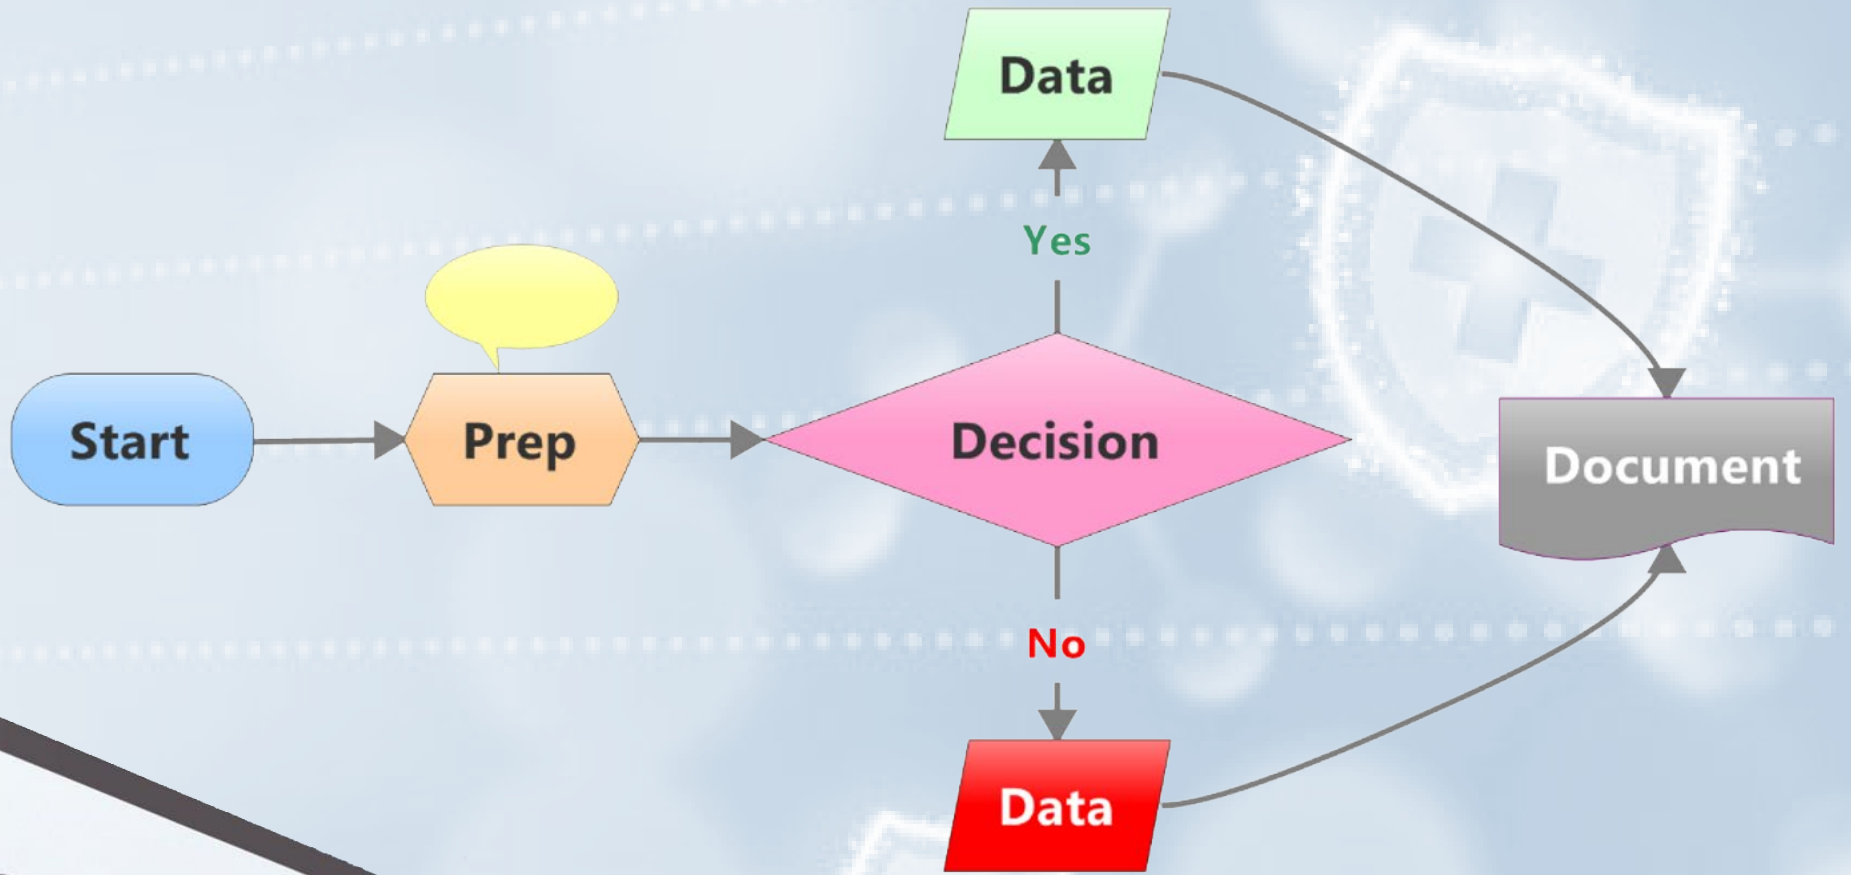 Data
Yes
Start
Prep
Decision
Document
No
Data